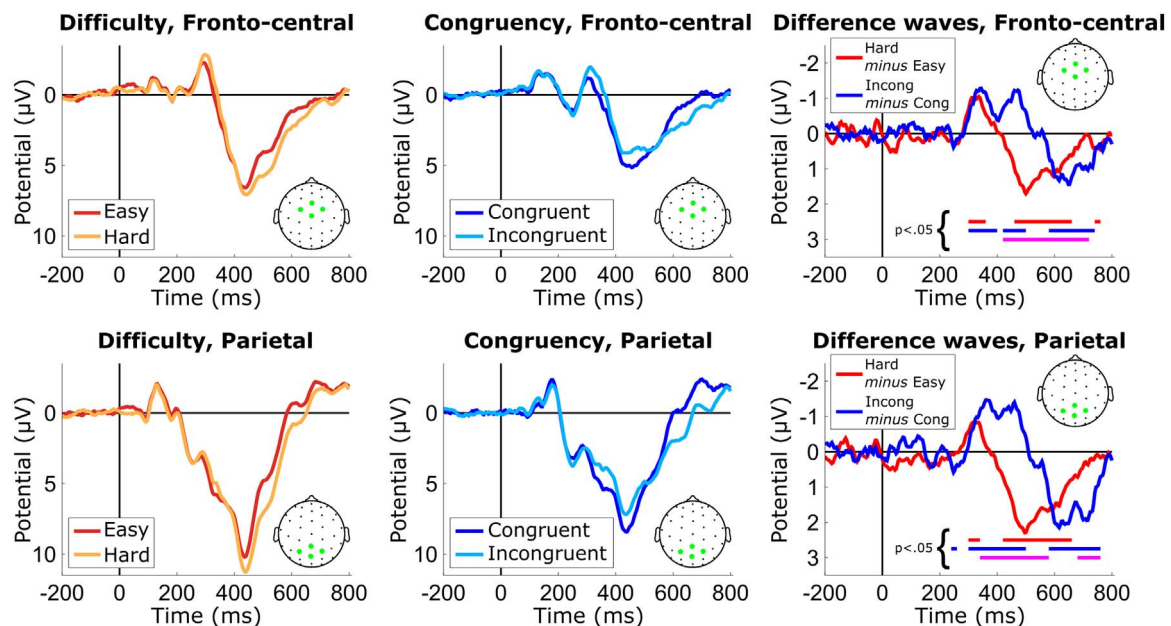 Difficulty, Fronto-central
Potential (µV)
0
5
10
Easy
Hard
-200 0 200 400 600 800
Time (ms)
Congruency, Fronto-central
Potential (µV)
0
5
10
Congruent
Incongruent
-200 0 200 400 600 800
Time (ms)
Difference waves, Fronto-central
Potential (µV)
-2
-1
0
1
2
3
Hard
minus Easy
Incong
minus Cong
p<.05 {
-200 0 200 400 600 800
Time (ms)
Difficulty, Parietal
Potential (µV)
0
5
10
Easy
Hard
-200 0 200 400 600 800
Time (ms)
Congruency, Parietal
Potential (µV)
0
5
10
Congruent
Incongruent
-200 0 200 400 600 800
Time (ms)
Difference waves, Parietal
Potential (µV)
-2
-1
0
1
2
3
Hard
minus Easy
Incong
minus Cong
p<.05 {
-200 0 200 400 600 800
Time (ms)